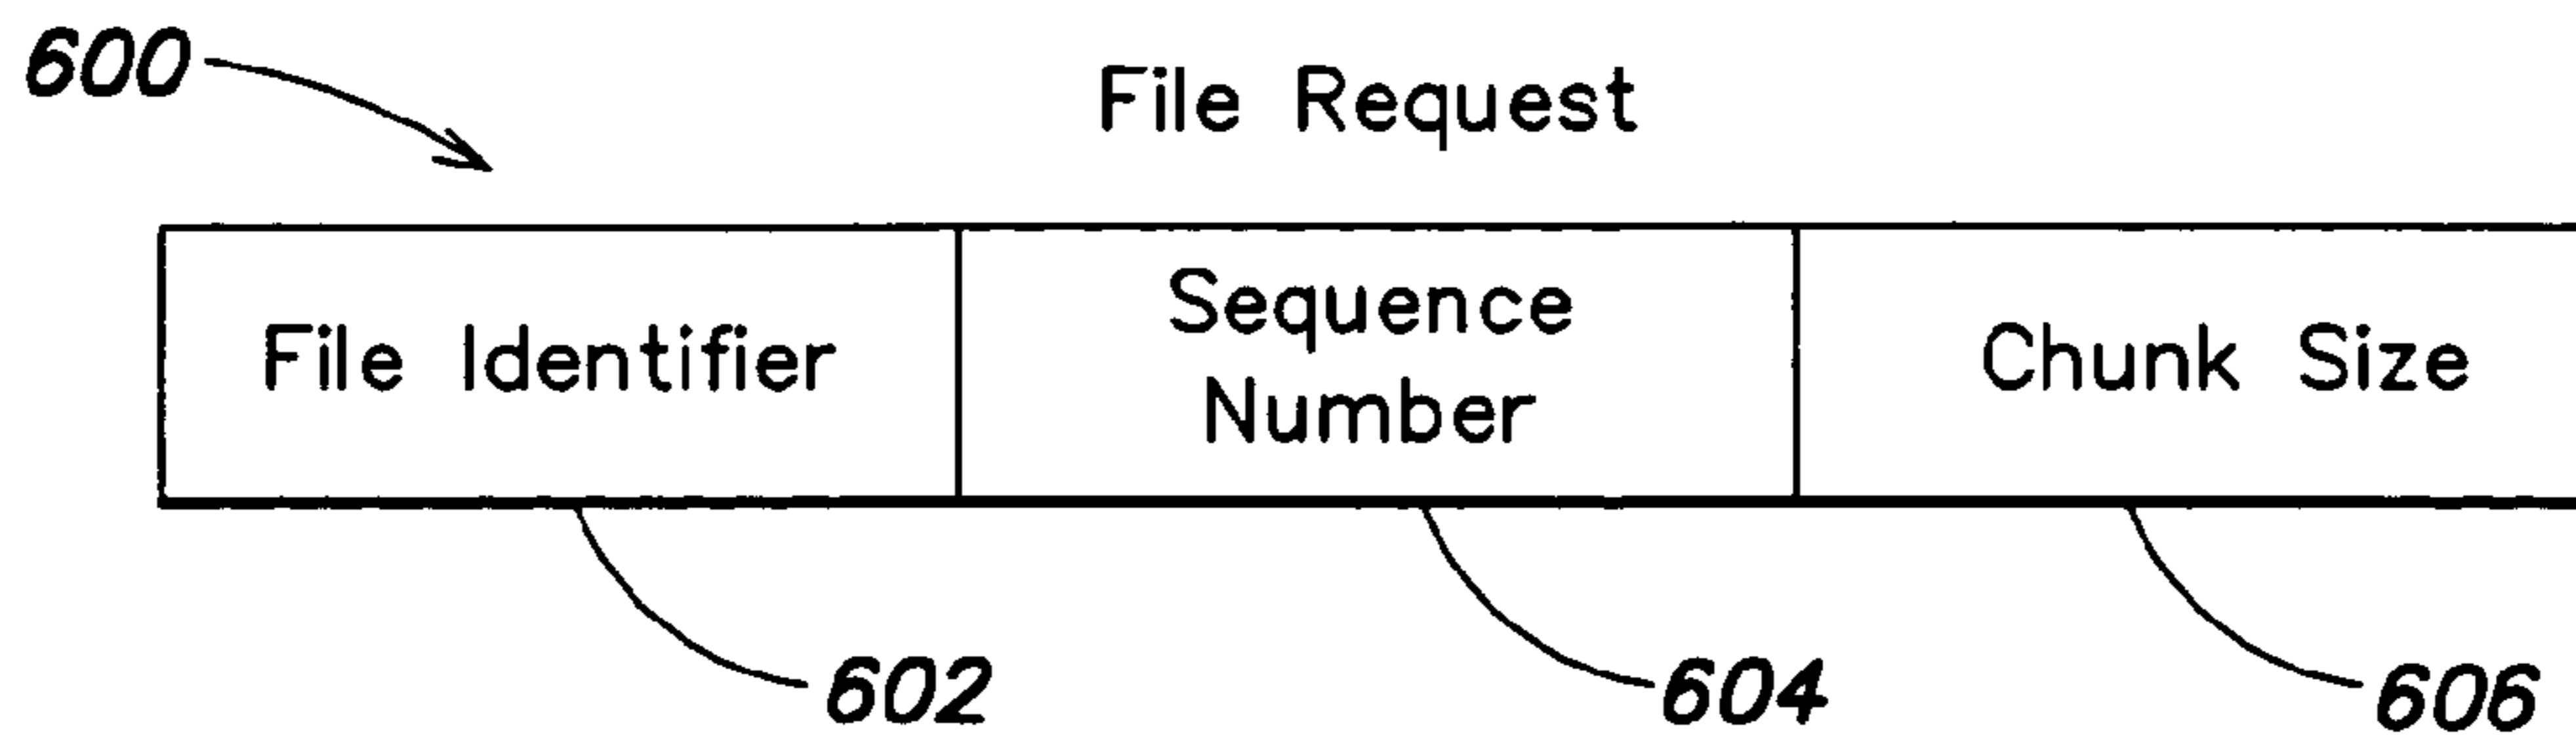 600
File Request
File Identifier
Sequence
Number
Chunk Size
602
604
606